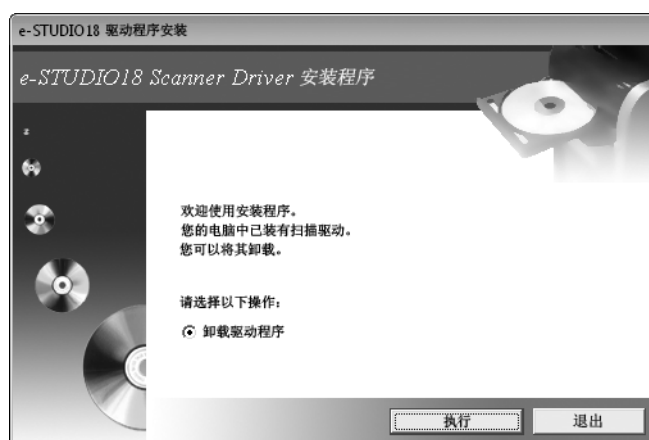 e-STUDIO18 驱动程序安装
e-STUDIO18 Scanner Driver 安装程序
欢迎使用安装程序。
您的电脑中已装有扫描驱动。
您可以将其卸载。
请选择以下操作:
卸载驱动程序
执行
退出